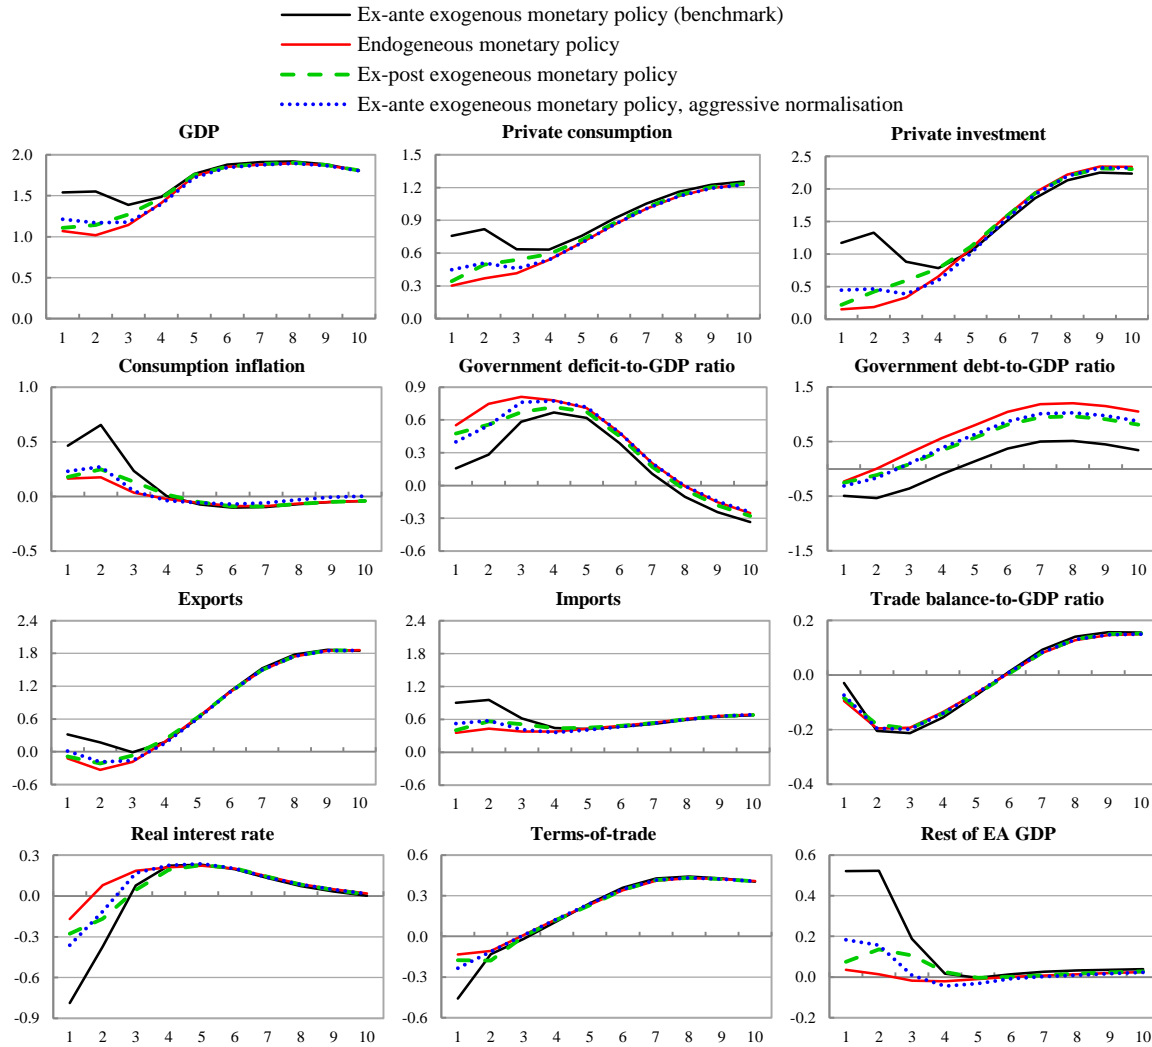 Ex-ante exogenous monetary policy (benchmark)
Endogeneous monetary policy
Ex-post exogeneous monetary policy
Ex-ante exogeneous monetary policy, aggressive normalisation
GDP
2.0
1.5
1.0
0.5
0.0
1 2 3 4 5 6 7 8 9 10
Private consumption
1.5
1.2
0.9
0.6
0.3
0.0
1 2 3 4 5 6 7 8 9 10
Private investment
2.5
2.0
1.5
1.0
0.5
0.0
1 2 3 4 5 6 7 8 9 10
Consumption inflation
1.0
0.5
0.0
-0.5
1 2 3 4 5 6 7 8 9 10
Government deficit-to-GDP ratio
0.9
0.6
0.3
0.0
-0.3
-0.6
1 2 3 4 5 6 7 8 9 10
Government debt-to-GDP ratio
1.5
0.5
-0.5
-1.5
1 2 3 4 5 6 7 8 9 10
Exports
2.4
1.8
1.2
0.6
0.0
-0.6
1 2 3 4 5 6 7 8 9 10
Imports
2.4
1.8
1.2
0.6
0.0
-0.6
1 2 3 4 5 6 7 8 9 10
Trade balance-to-GDP ratio
0.2
0.0
-0.2
-0.4
1 2 3 4 5 6 7 8 9 10
Real interest rate
0.3
0.0
-0.3
-0.6
-0.9
1 2 3 4 5 6 7 8 9 10
Terms-of-trade
0.6
0.3
0.0
-0.3
-0.6
1 2 3 4 5 6 7 8 9 10
Rest of EA GDP
0.6
0.4
0.2
0.0
-0.2
1 2 3 4 5 6 7 8 9 10